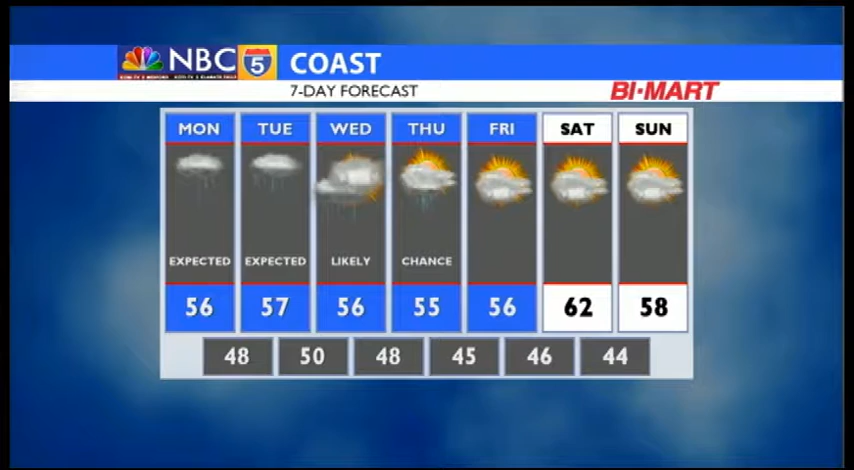 NBC 5 COAST
7-DAY FORECAST BI-MART
MON TUE WED THU FRI SAT SUN
EXPECTED EXPECTED LIKELY CHANCE
56 57 56 55 56 62 58
48 50 48 45 46 44